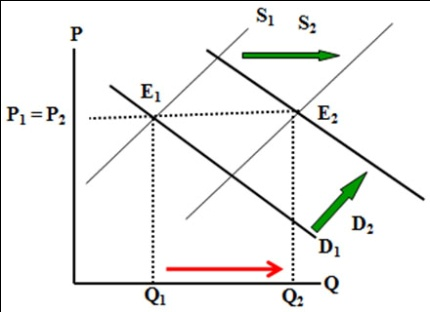 S₁ S₂
P
E₁
P₁ = P₂
E₂
D₂
D₁
Q
Q₁ Q₂